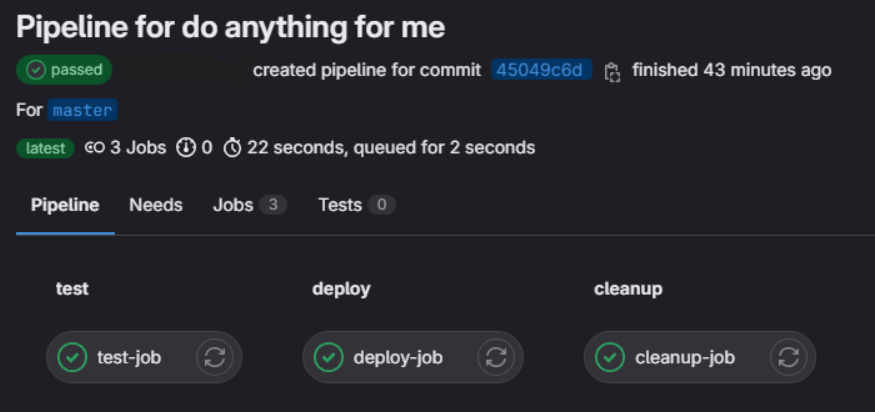 Pipeline for do anything for me
passed created pipeline for commit 45049c6d finished 43 minutes ago
For master
latest 3 Jobs 0 22 seconds, queued for 2 seconds
Pipeline Needs Jobs 3 Tests 0
test deploy cleanup
test-job deploy-job cleanup-job